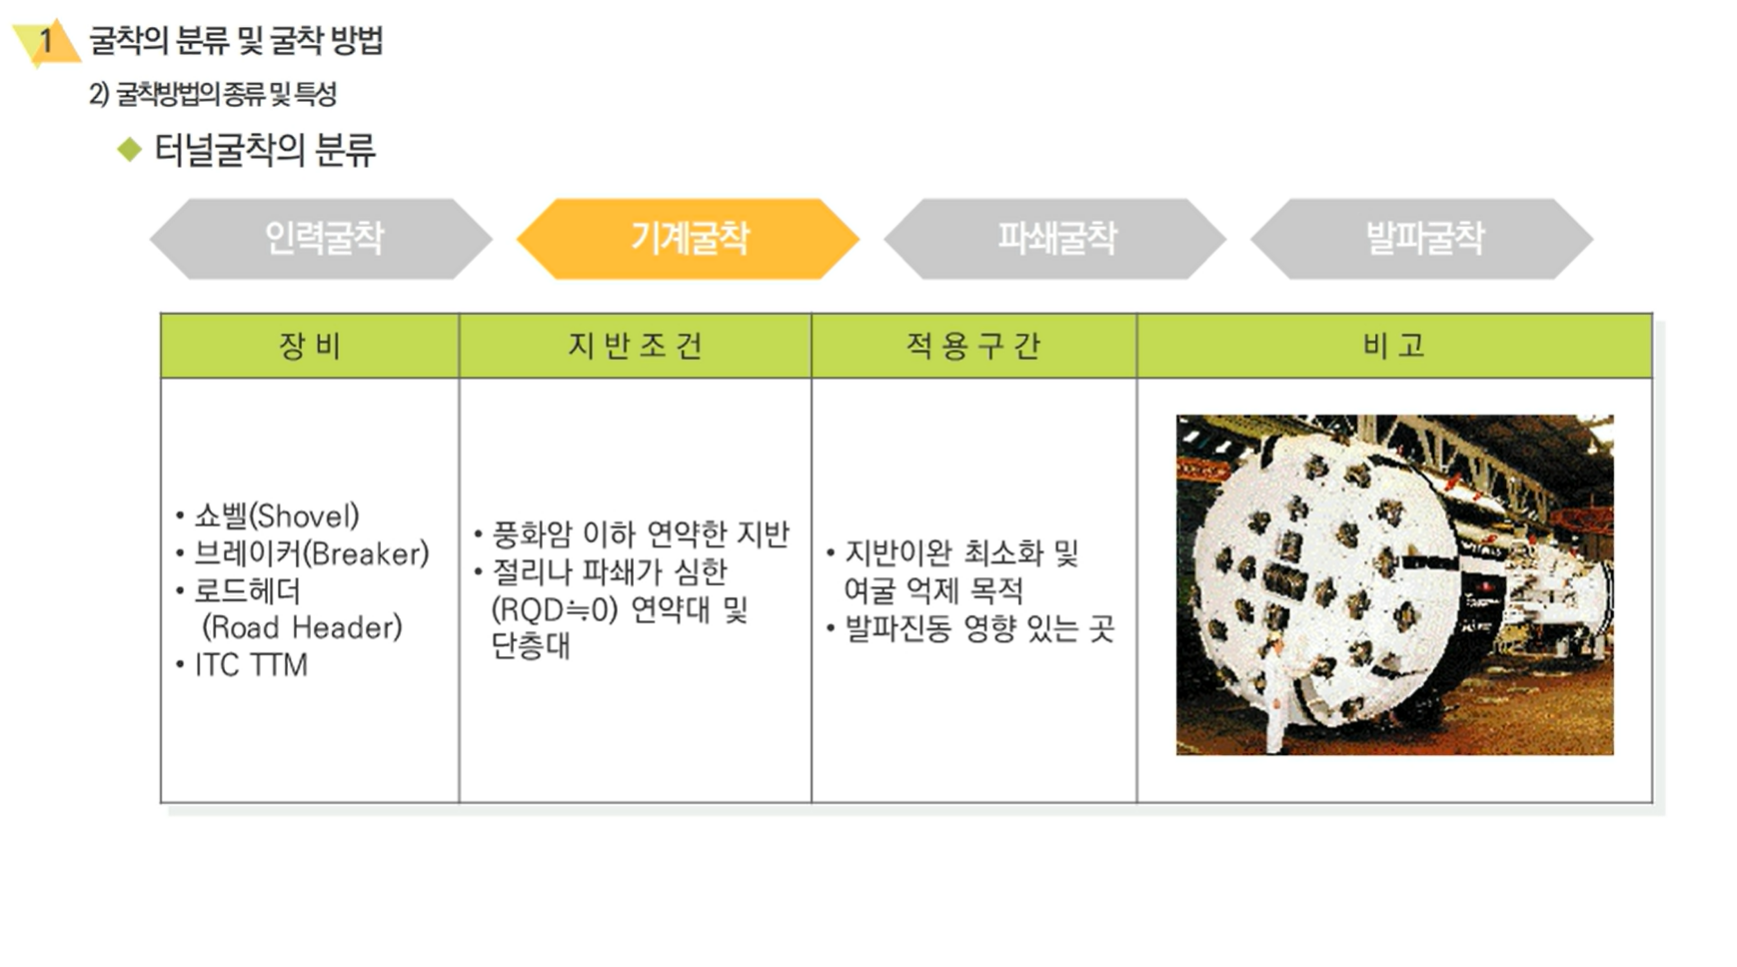 1 굴착의 분류 및 굴착 방법
2) 굴착방법의 종류 및 특성
◆ 터널굴착의 분류
인력굴착 기계굴착 파쇄굴착 발파굴착
장 비 지 반 조 건 적 용 구 간 비 고
• 쇼벨(Shovel)
• 브레이커(Breaker)
• 로드헤더
(Road Header)
• ITC TTM
• 풍화암 이하 연약한 지반
• 절리나 파쇄가 심한
(RQD≒0) 연약대 및
단층대
• 지반이완 최소화 및
여굴 억제 목적
• 발파진동 영향 있는 곳